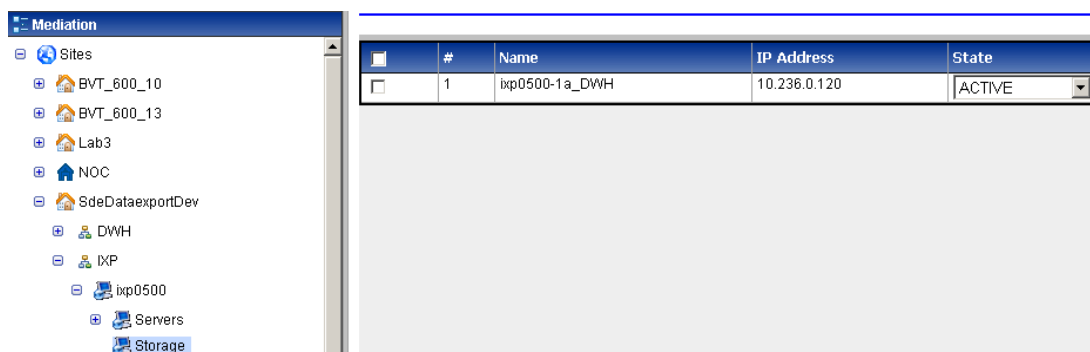 Mediation
Sites
BVT_600_10
BVT_600_13
Lab3
NOC
SdeDataexportDev
DWH
IXP
ixp0500
Servers
Storage
# Name IP Address State
1 ixp0500-1a_DWH 10.236.0.120 ACTIVE